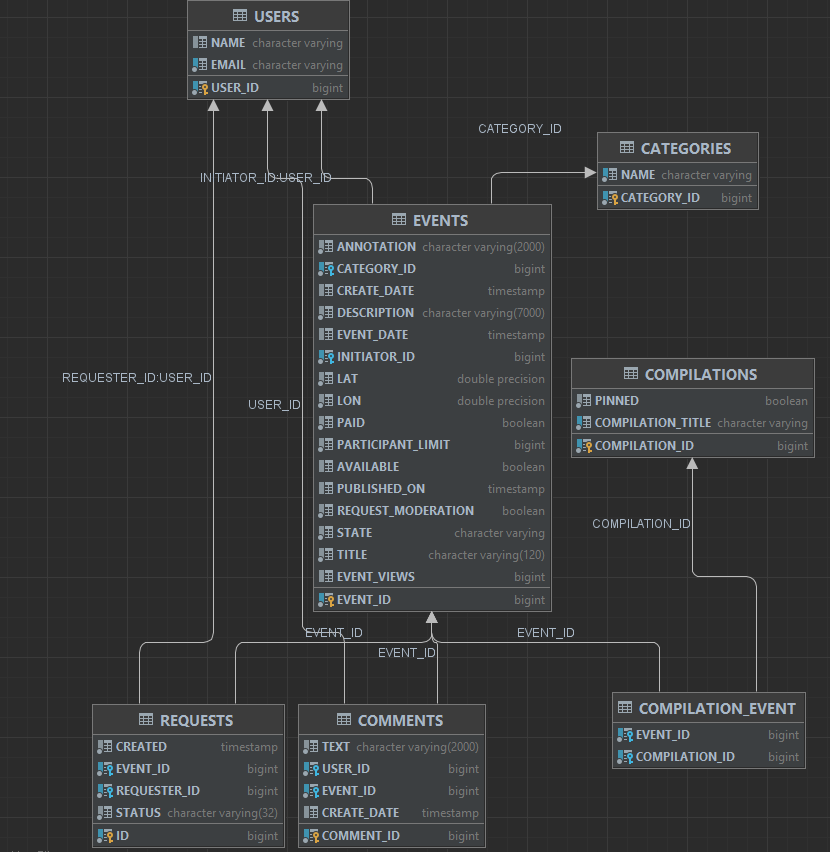 USERS
NAME character varying
EMAIL character varying
USER_ID bigint
CATEGORY_ID
CATEGORIES
NAME character varying
CATEGORY_ID bigint
INITIATOR_ID:USER_ID
EVENTS
ANNOTATION character varying(2000)
CATEGORY_ID bigint
CREATE_DATE timestamp
DESCRIPTION character varying(7000)
EVENT_DATE timestamp
INITIATOR_ID bigint
LAT double precision
LON double precision
PAID boolean
PARTICIPANT_LIMIT bigint
AVAILABLE boolean
PUBLISHED_ON timestamp
REQUEST_MODERATION boolean
STATE character varying
TITLE character varying(120)
EVENT_VIEWS bigint
EVENT_ID bigint
COMPILATIONS
PINNED boolean
COMPILATION_TITLE character varying
COMPILATION_ID bigint
REQUESTER_ID:USER_ID
USER_ID
COMPILATION_ID
EVENT_ID
EVENT_ID
EVENT_ID
REQUESTS
CREATED timestamp
EVENT_ID bigint
REQUESTER_ID bigint
STATUS character varying(32)
ID bigint
COMMENTS
TEXT character varying(2000)
USER_ID bigint
EVENT_ID bigint
CREATE_DATE timestamp
COMMENT_ID bigint
COMPILATION_EVENT
EVENT_ID bigint
COMPILATION_ID bigint